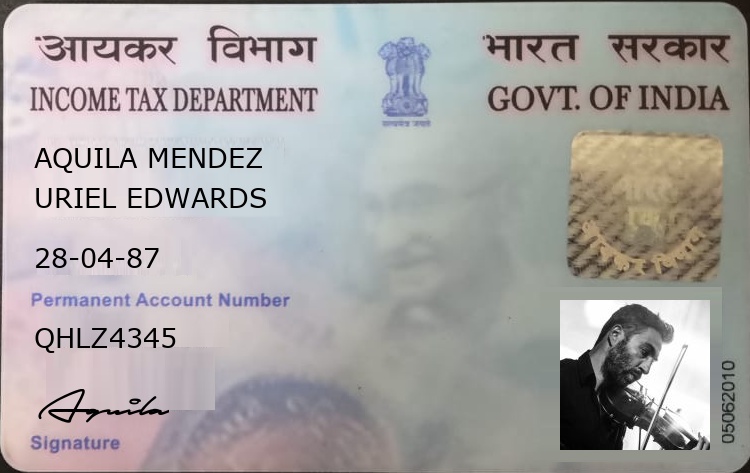 आयकर विभाग भारत सरकार
INCOME TAX DEPARTMENT GOVT. OF INDIA
सत्यमेव जयते
AQUILA MENDEZ
URIEL EDWARDS
28-04-87
Permanent Account Number
QHLZ4345
Aquila
Signature
05062010